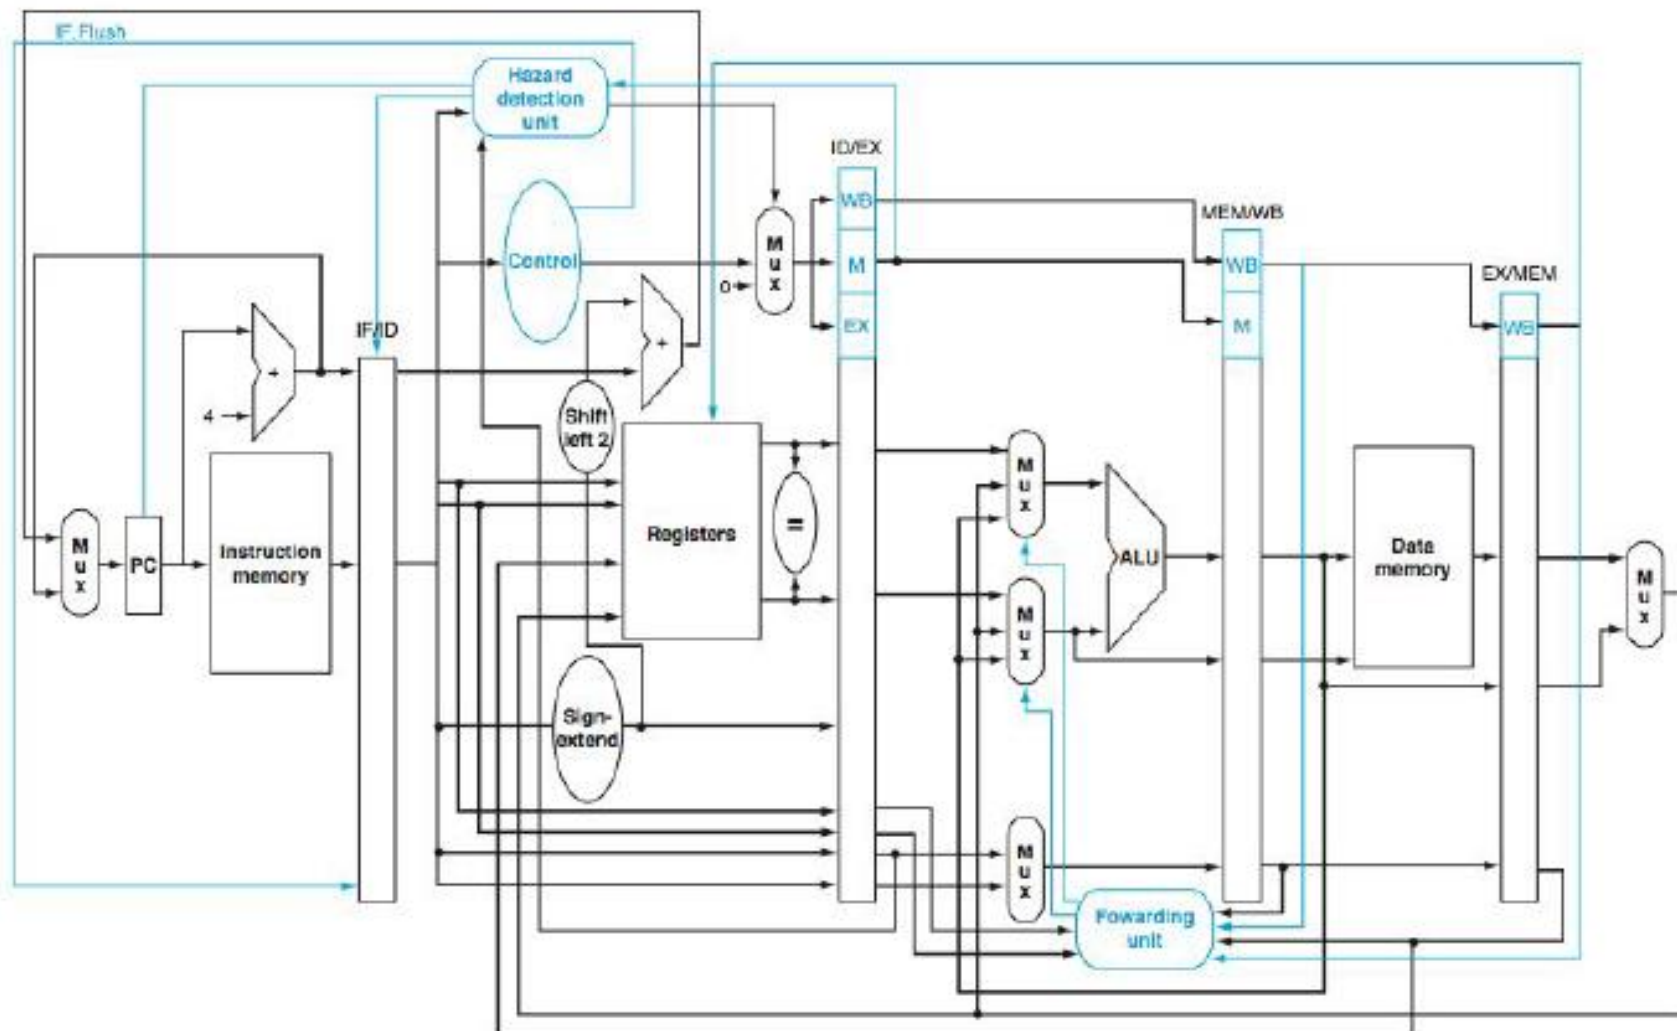 IF.Flush
Hazard
detection
unit
ID/EX
WB
MEM/WB
Control
M
u
x
0
M
WB
EX/MEM
IF/ID
+
EX
M
WB
+
4
Shift
left 2
M
u
x
PC
Instruction
memory
Registers
=
M
u
x
ALU
Data
memory
M
u
x
M
u
x
Sign-
extend
M
u
x
Fowarding
unit